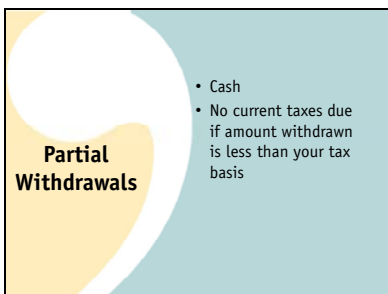 Partial
Withdrawals
• Cash
• No current taxes due
if amount withdrawn
is less than your tax
basis